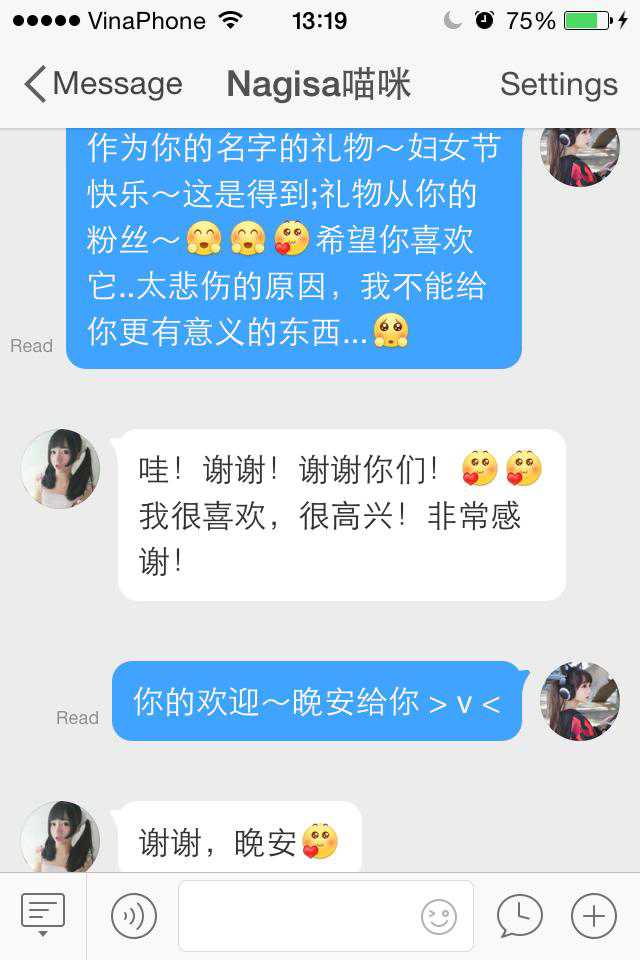 VinaPhone 13:19 75%
Message Nagisa喵咪 Settings
作为你的名字的礼物～妇女节
快乐～这是得到;礼物从你的
粉丝～🤗🤗🥰希望你喜欢
它..太悲伤的原因，我不能给
你更有意义的东西...🥺
Read
哇！谢谢！谢谢你们！🥰🥰
我很喜欢，很高兴！非常感
谢！
你的欢迎～晚安给你 > v <
Read
谢谢，晚安🥰